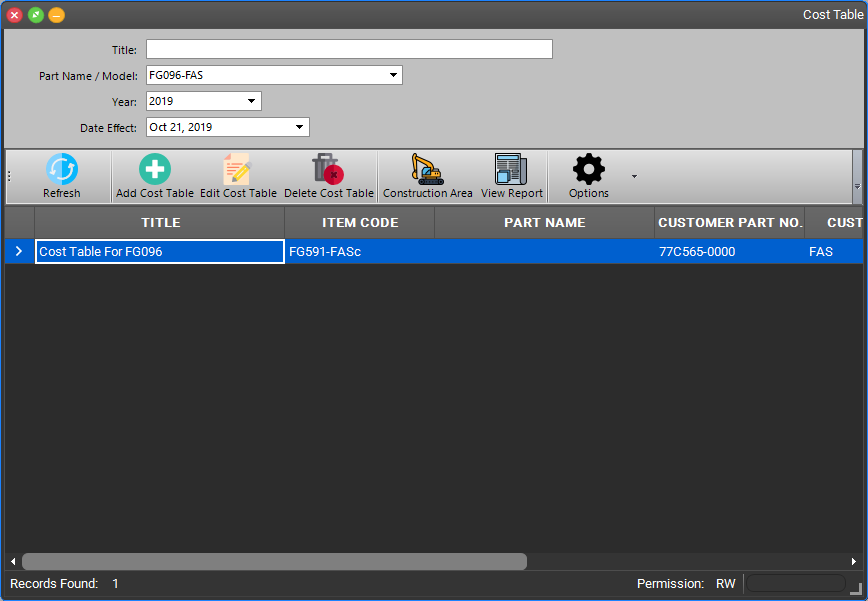 Cost Table
Title:
Part Name / Model: FG096-FAS
Year: 2019
Date Effect: Oct 21, 2019
Refresh Add Cost Table Edit Cost Table Delete Cost Table Construction Area View Report Options
TITLE ITEM CODE PART NAME CUSTOMER PART NO. CUST
Cost Table For FG096 FG591-FASc 77C565-0000 FAS
Records Found: 1 Permission: RW